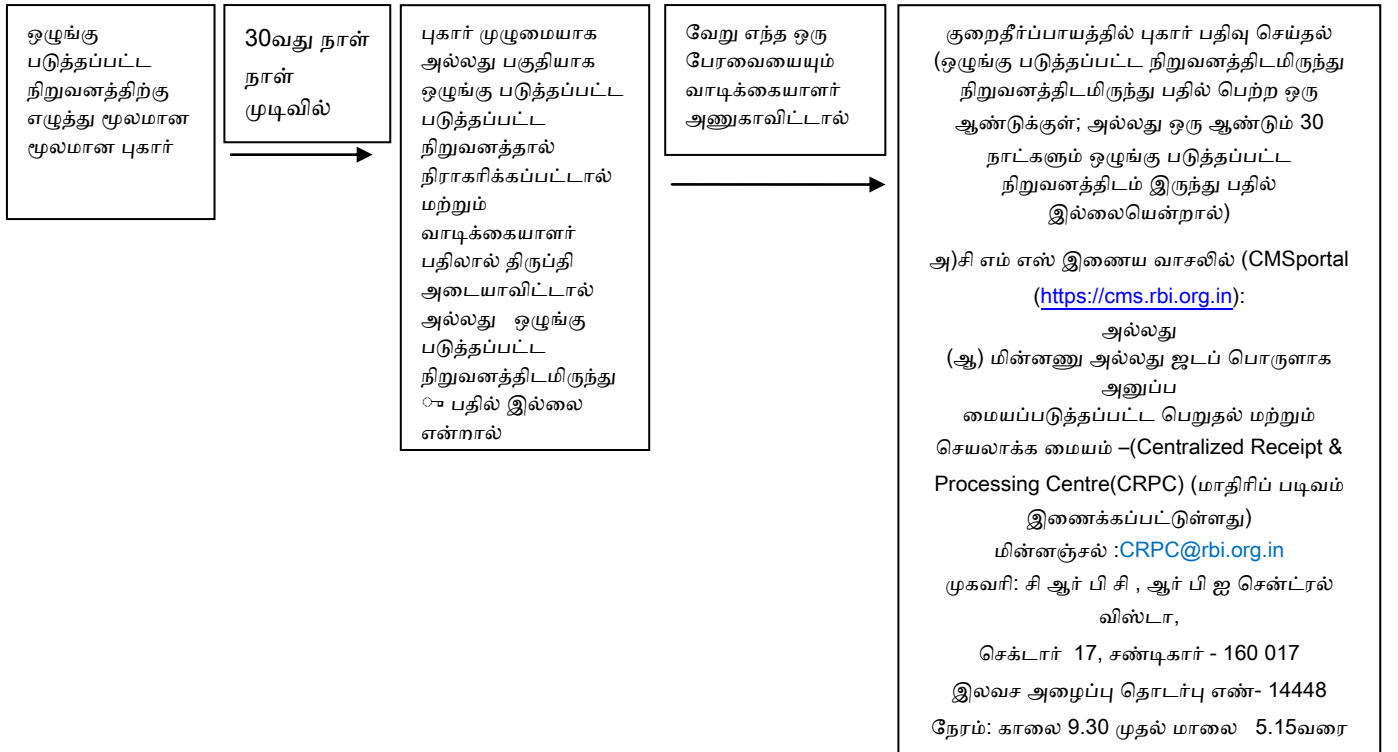 ஒழுங்கு
படுத்தப்பட்ட
நிறுவனத்திற்கு
எழுத்து மூலமான
மூலமான புகார்
30வது நாள்
நாள்
முடிவில்
புகார் முழுமையாக
அல்லது பகுதியாக
ஒழுங்கு படுத்தப்பட்ட
படுத்தப்பட்ட
நிறுவனத்தால்
நிராகரிக்கப்பட்டால்
மற்றும்
வாடிக்கையாளர்
பதிலால் திருப்தி
அடையாவிட்டால்
அல்லது ஒழுங்கு
படுத்தப்பட்ட
நிறுவனத்திடமிருந்து
ு பதில் இல்லை
என்றால்
வேறு எந்த ஒரு
பேரவையையும்
வாடிக்கையாளர்
அணுகாவிட்டால்
குறைதீர்ப்பாயத்தில் புகார் பதிவு செய்தல்
(ஒழுங்கு படுத்தப்பட்ட நிறுவனத்திடமிருந்து
நிறுவனத்திடமிருந்து பதில் பெற்ற ஒரு
ஆண்டுக்குள்; அல்லது ஒரு ஆண்டும் 30
நாட்களும் ஒழுங்கு படுத்தப்பட்ட
நிறுவனத்திடம் இருந்து பதில்
இல்லையென்றால்)
அ)சி எம் எஸ் இணைய வாசலில் (CMSportal
(https://cms.rbi.org.in):
அல்லது
(ஆ) மின்னணு அல்லது ஜடப் பொருளாக
அனுப்ப
மையப்படுத்தப்பட்ட பெறுதல் மற்றும்
செயலாக்க மையம் –(Centralized Receipt &
Processing Centre(CRPC) (மாதிரிப் படிவம்
இணைக்கப்பட்டுள்ளது)
மின்னஞ்சல் :CRPC@rbi.org.in
முகவரி: சி ஆர் பி சி , ஆர் பி ஐ சென்ட்ரல்
விஸ்டா,
செக்டார் 17, சண்டிகார் - 160 017
இலவச அழைப்பு தொடர்பு எண்- 14448
நேரம்: காலை 9.30 முதல் மாலை 5.15வரை